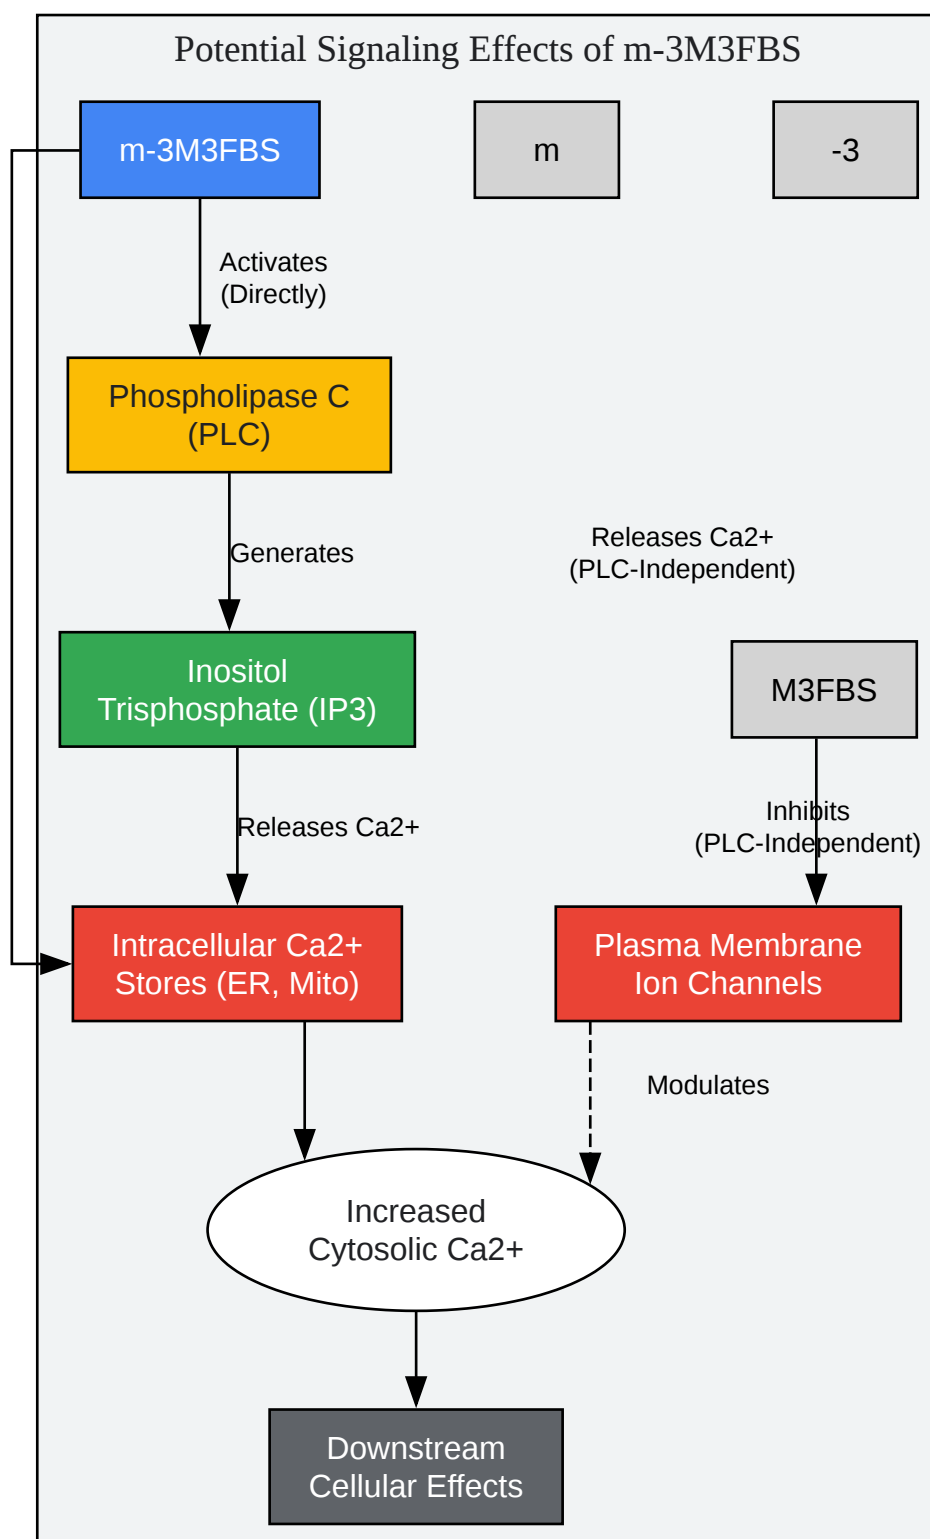 Potential Signaling Effects of m-3M3FBS
m-3M3FBS
m
-3
Activates
(Directly)
Phospholipase C
(PLC)
Generates
Releases Ca2+
(PLC-Independent)
Inositol
Trisphosphate (IP3)
M3FBS
Releases Ca2+
Inhibits
(PLC-Independent)
Intracellular Ca2+
Stores (ER, Mito)
Plasma Membrane
Ion Channels
Modulates
Increased
Cytosolic Ca2+
Downstream
Cellular Effects